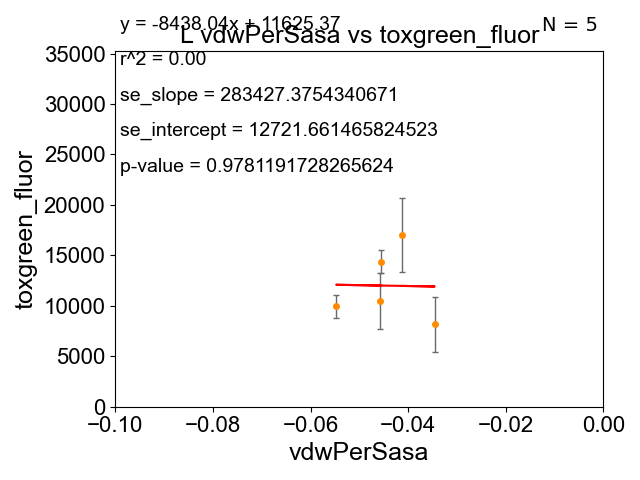 y = -8438.04x + 11625.37
N = 5
L vdwPerSasa vs toxgreen_fluor
r^2 = 0.00
se_slope = 283427.3754340671
se_intercept = 12721.661465824523
p-value = 0.9781191728265624
35000
30000
25000
20000
15000
10000
5000
0
toxgreen_fluor
−0.10 −0.08 −0.06 −0.04 −0.02 0.00
vdwPerSasa